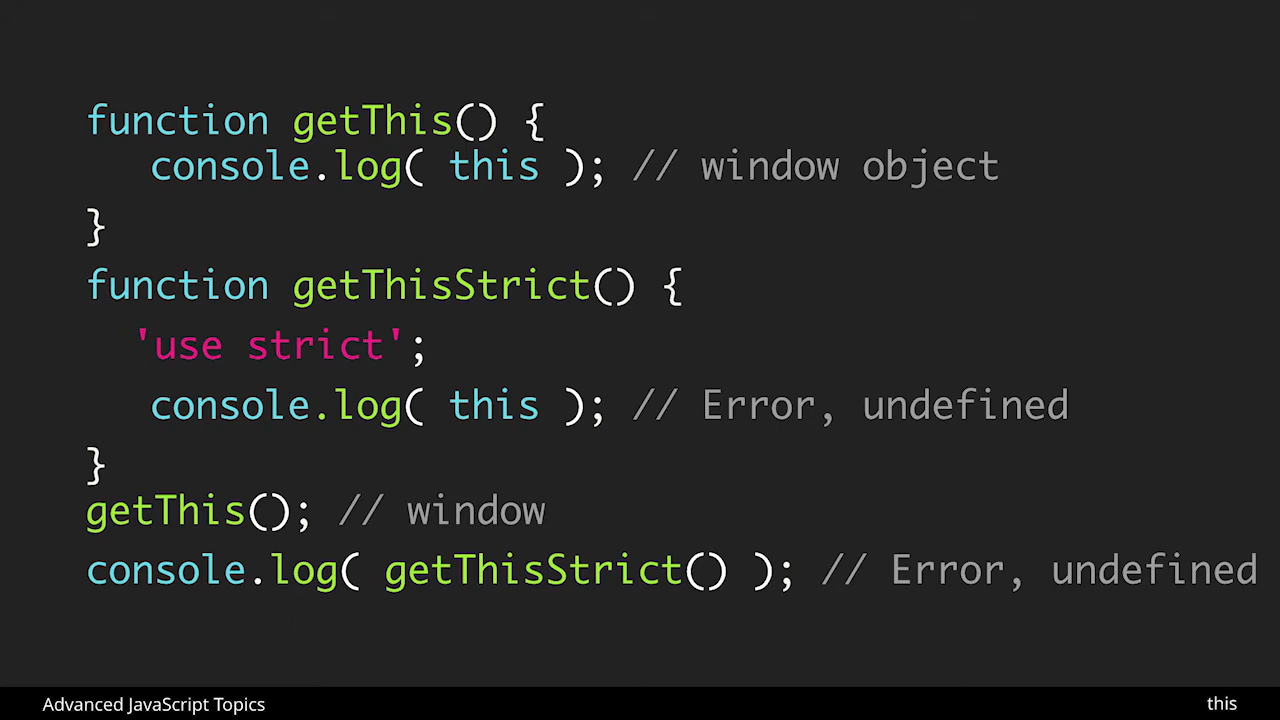 function getThis() {
console.log( this ); // window object
}
function getThisStrict() {
'use strict';
console.log( this ); // Error, undefined
}
getThis(); // window
console.log( getThisStrict() ); // Error, undefined
Advanced JavaScript Topics
this